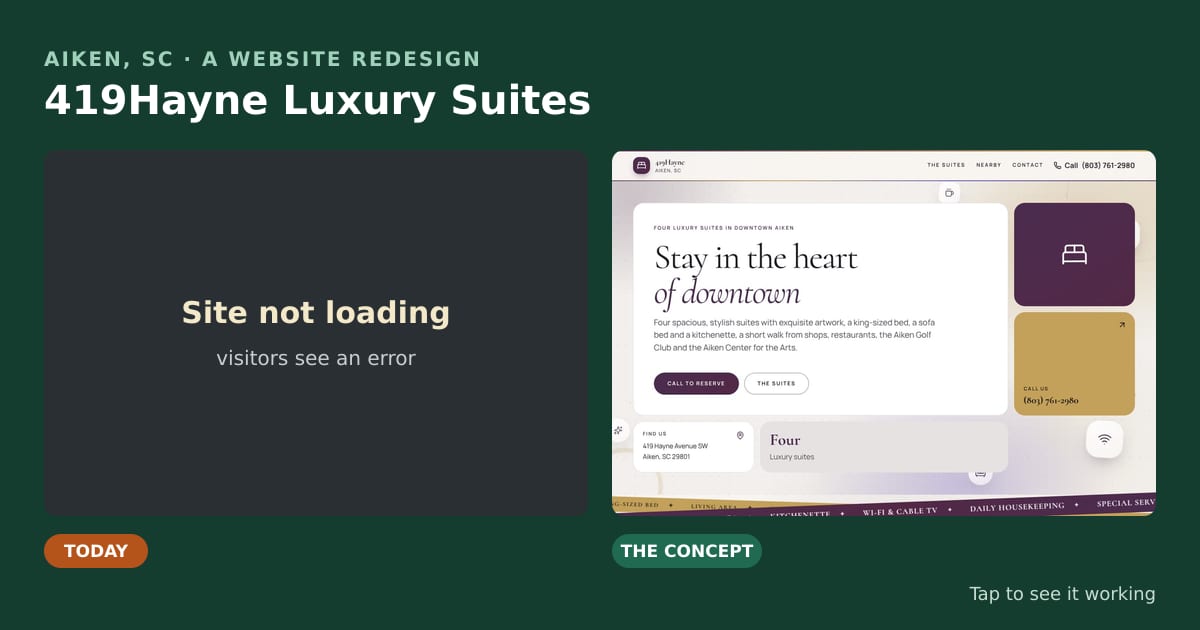 AIKEN, SC · A WEBSITE REDESIGN
419Hayne Luxury Suites
Site not loading
visitors see an error
TODAY
419Hayne
AIKEN, SC
THE SUITES NEARBY CONTACT Call (803) 761-2980
FOUR LUXURY SUITES IN DOWNTOWN AIKEN
Stay in the heart
of downtown
Four spacious, stylish suites with exquisite artwork, a king-sized bed, a sofa
bed and a kitchenette, a short walk from shops, restaurants, the Aiken Golf
Club and the Aiken Center for the Arts.
CALL TO RESERVE THE SUITES
CALL US
(803) 761-2980
FIND US
419 Hayne Avenue SW
Aiken, SC 29801
Four
Luxury suites
G-SIZED BED ✦ LIVING AREA ✦
KITCHENETTE ✦ WI-FI & CABLE TV ✦ DAILY HOUSEKEEPING ✦ SPECIAL SERV
THE CONCEPT
Tap to see it working